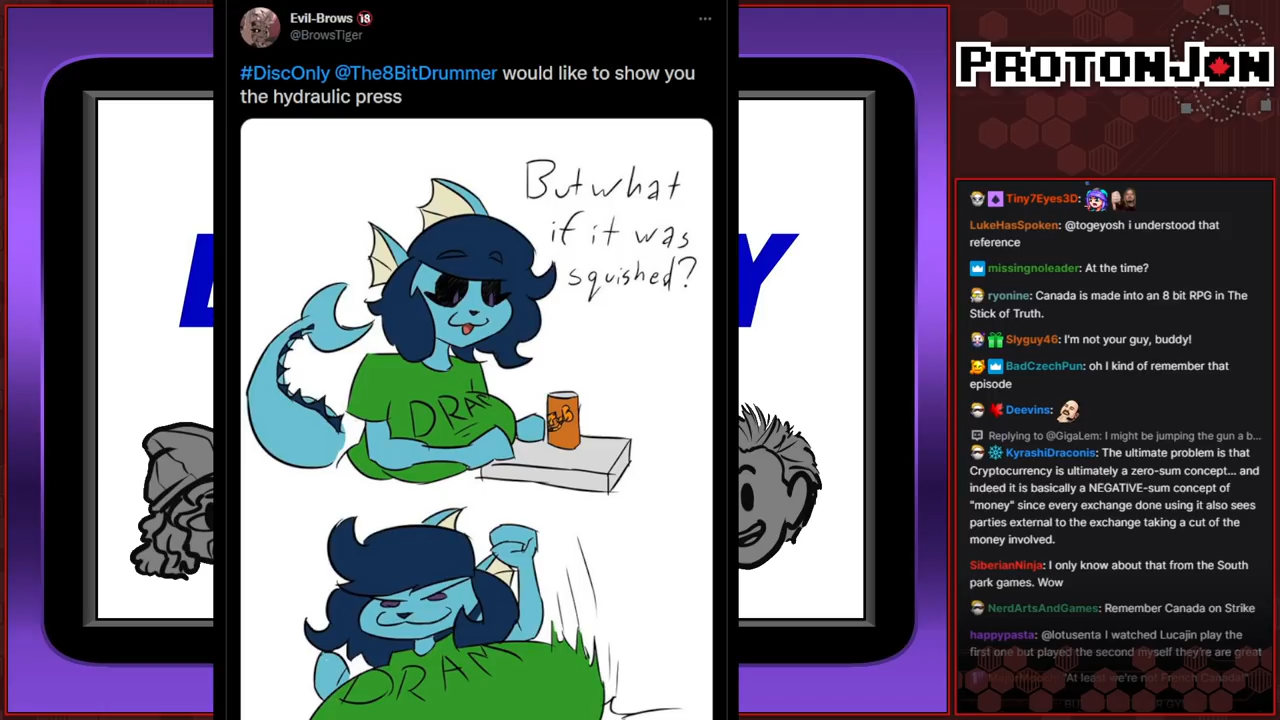 Evil-Brows
@BrowsTiger
#DiscOnly @The8BitDrummer would like to show you
the hydraulic press
But what
if it was
squished?
DRAM
DRAM
Y
PROTONJON
Tiny7Eyes3D:
LukeHasSpoken: @togeyosh i understood that
reference
missingnoleader: At the time?
ryonine: Canada is made into an 8 bit RPG in The
Stick of Truth.
Slyguy46: I'm not your guy, buddy!
BadCzechPun: oh I kind of remember that
episode
Deevins:
Replying to @GigaLem: I might be jumping the gun a b...
KyrashiDraconis: The ultimate problem is that
Cryptocurrency is ultimately a zero-sum concept... and
indeed it is basically a NEGATIVE-sum concept of
"money" since every exchange done using it also sees
parties external to the exchange taking a cut of the
money involved.
SiberianNinja: I only know about that from the South
park games. Wow
NerdArtsAndGames: Remember Canada on Strike
happypasta: @lotusenta I watched Lucajin play the
first one but played the second myself they're are great
"At least we're not French Canada!"